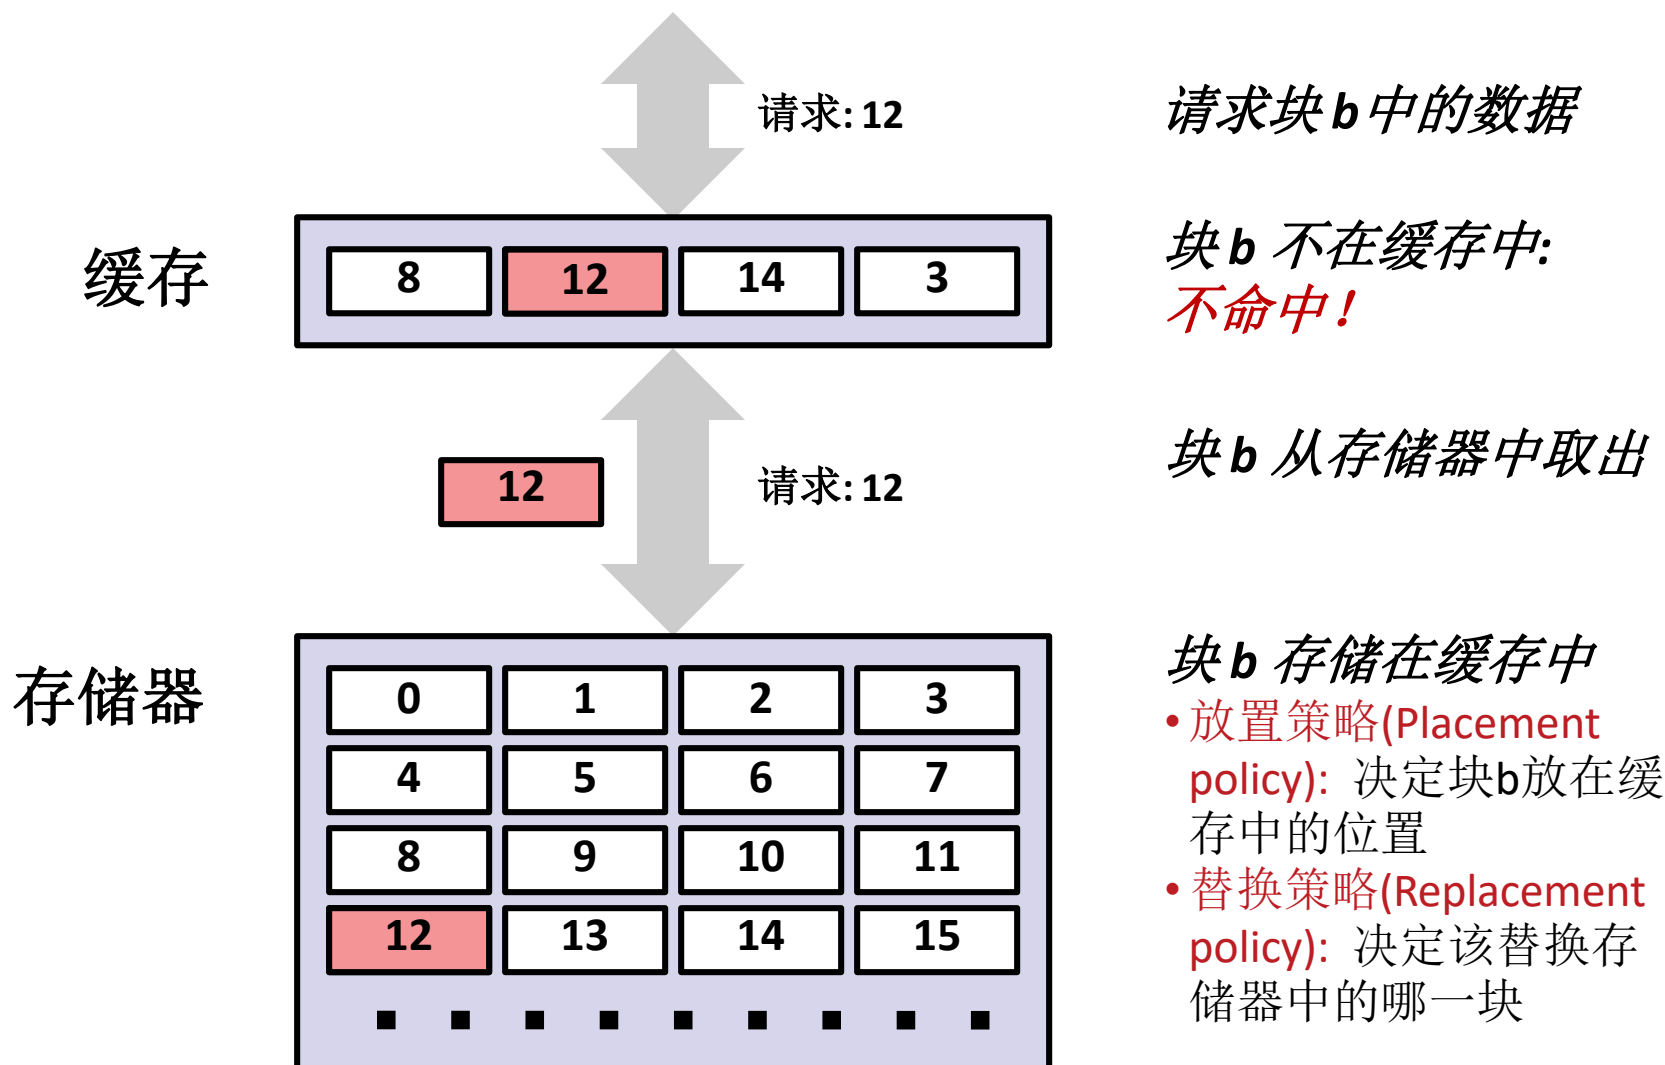 请求: 12
请求块 b 中的数据
缓存
8 12 14 3
块 b 不在缓存中:
不命中！
12
请求: 12
块 b 从存储器中取出
存储器
0 1 2 3
4 5 6 7
8 9 10 11
12 13 14 15
块 b 存储在缓存中
• 放置策略(Placement
policy): 决定块b放在缓
存中的位置
• 替换策略(Replacement
policy): 决定该替换存
储器中的哪一块